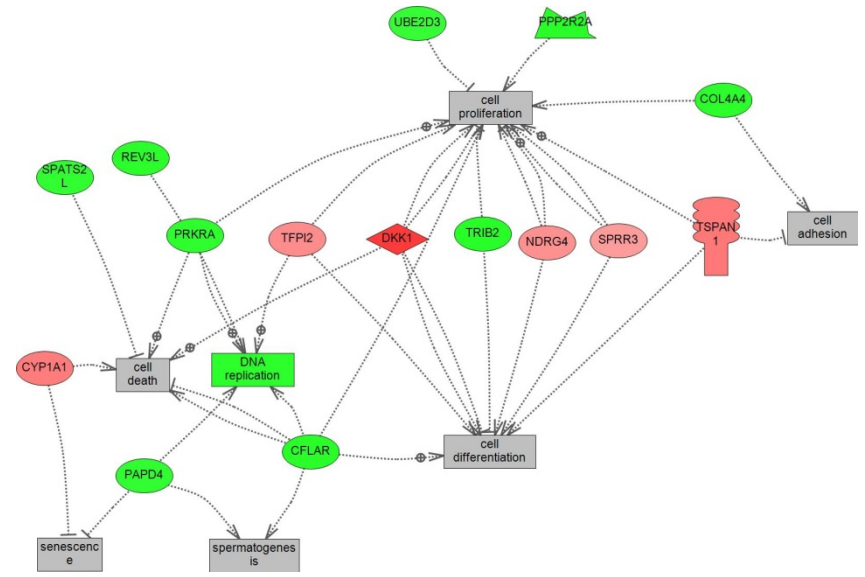 UBE2D3
PPP2R2A
cell
proliferation
COL4A4
REV3L
SPATS2
L
PRKRA
TFPI2
DKK1
TRIB2
NDRG4
SPRR3
TSPAN
1
cell
adhesion
CYP1A1
cell
death
DNA
replication
CFLAR
cell
differentiation
PAPD4
senescenc
e
spermatogenes
is